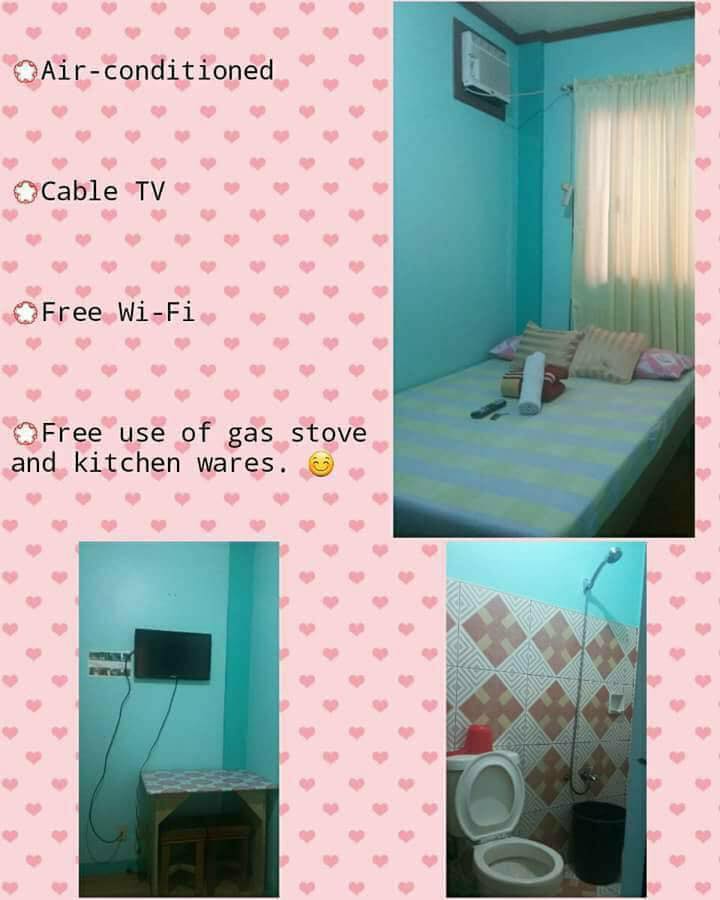 Air-conditioned
Cable TV
Free Wi-Fi
Free use of gas stove
and kitchen wares. 😊